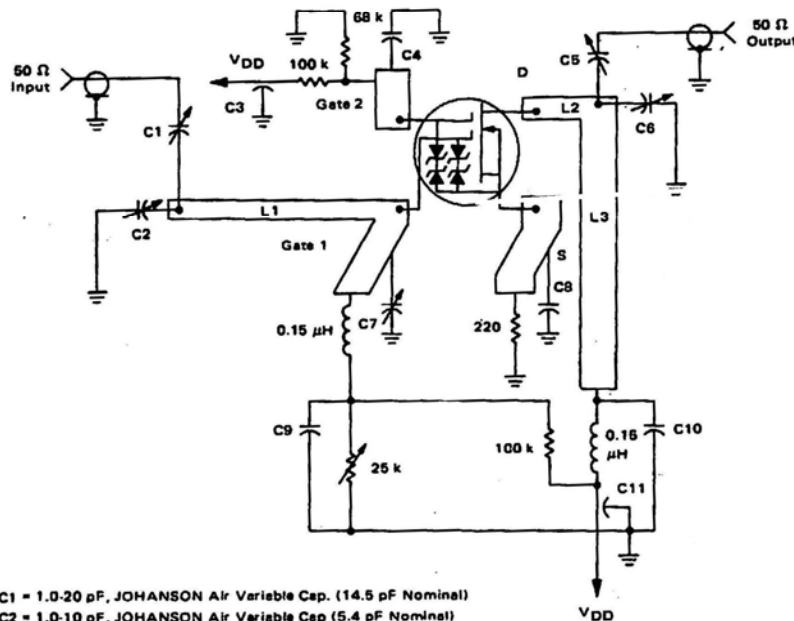 68 k
C4
50 Ω
Output
VDD
100 k
C5
D
50 Ω
Input
C3
Gate 2
L2
C6
C1
L1
C2
L3
Gate 1
S
C7
C8
0.15 μH
220
C9
100 k
0.15
μH
C10
25 k
C11
VDD
C1 = 1.0-20 pF, JOHANSON Air Variable Cap. (14.5 pF Nominal)
C2 = 1.0-10 pF, JOHANSON Air Variable Cap (5.4 pF Nominal)